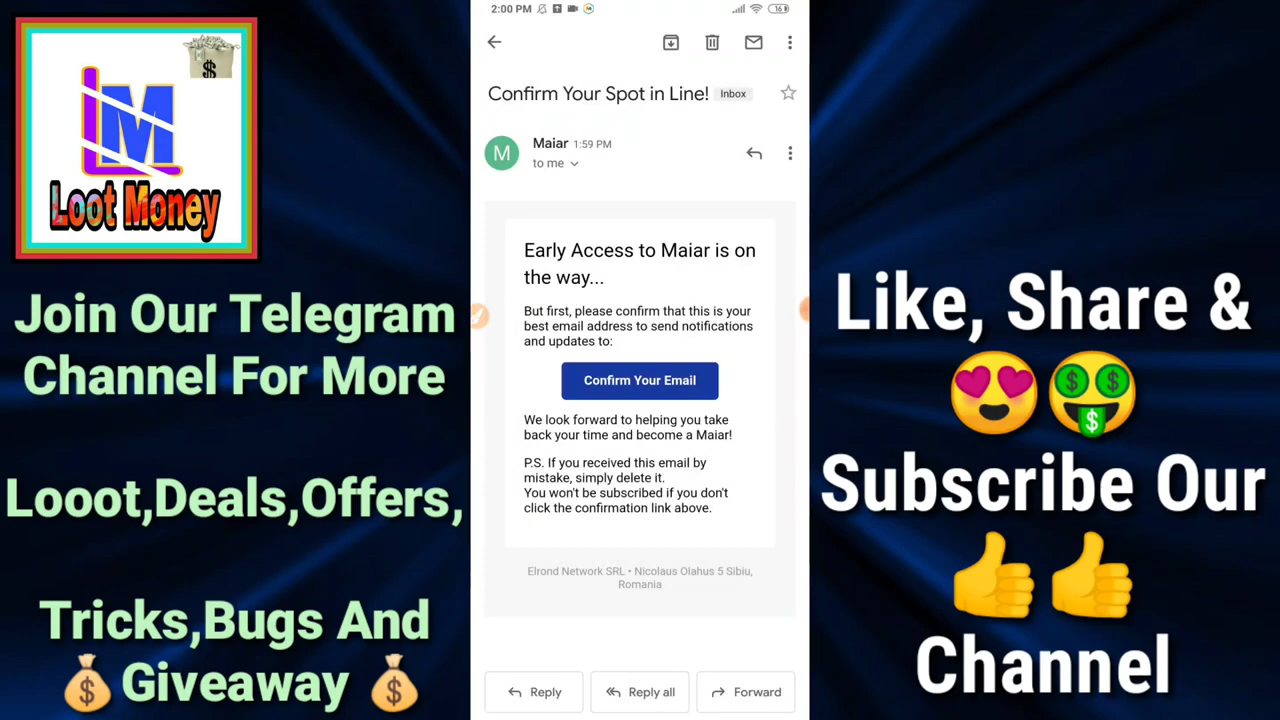 LM
Loot Money
Join Our Telegram
Channel For More
Looot,Deals,Offers,
Tricks,Bugs And
Giveaway
2:00 PM
16
Confirm Your Spot in Line!
Inbox
M
Maiar 1:59 PM
to me
Early Access to Maiar is on
the way...
But first, please confirm that this is your
best email address to send notifications
and updates to:
Confirm Your Email
We look forward to helping you take
back your time and become a Maiar!
P.S. If you received this email by
mistake, simply delete it.
You won't be subscribed if you don't
click the confirmation link above.
Elrond Network SRL • Nicolaus Olahus 5 Sibiu,
Romania
Reply
Reply all
Forward
Like, Share &
Subscribe Our
Channel